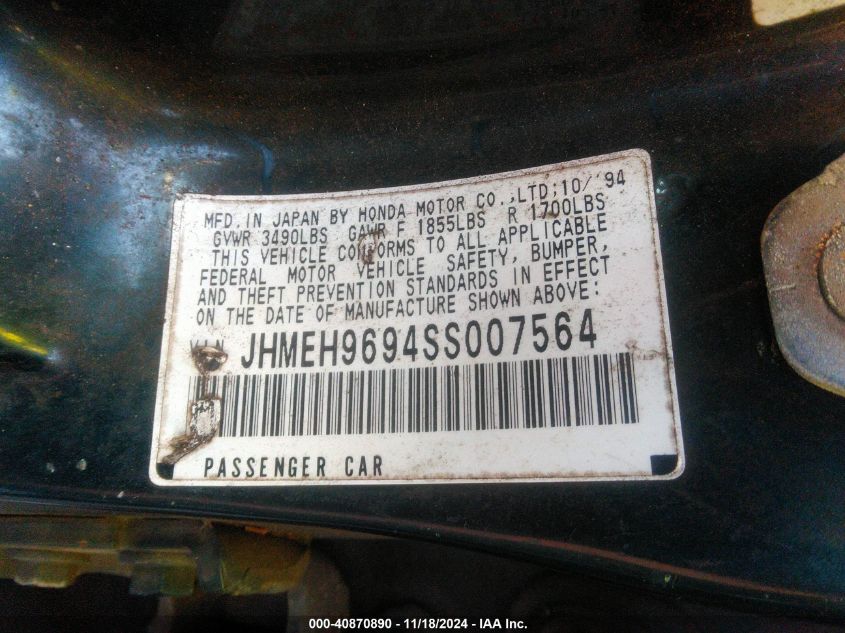 MFD. IN JAPAN BY HONDA MOTOR CO.,LTD;10/ '94
GVWR 3490LBS GAWR F 1855LBS R 1700LBS
THIS VEHICLE CONFORMS TO ALL APPLICABLE
FEDERAL MOTOR VEHICLE SAFETY, BUMPER,
AND THEFT PREVENTION STANDARDS IN EFFECT
ON THE DATE OF MANUFACTURE SHOWN ABOVE:
VIN JHMEH9694SS007564
PASSENGER CAR
000-40870890 - 11/18/2024 - IAA Inc.